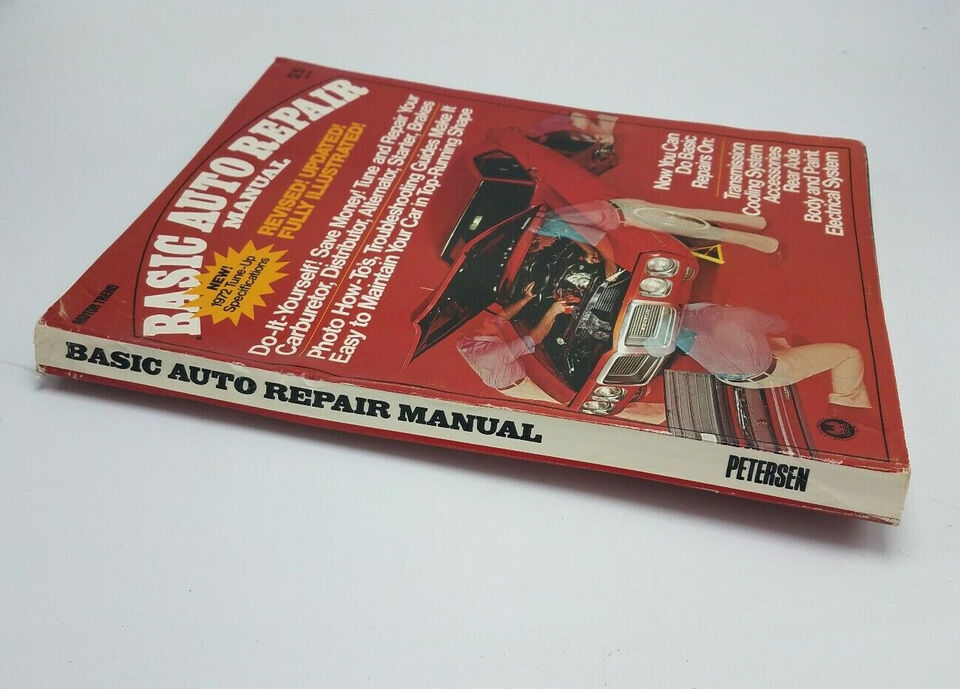 MOTOR TREND
BASIC AUTO REPAIR
MANUAL
REVISED! UPDATED!
FULLY ILLUSTRATED!
NEW!
1972 Tune-Up
Specifications
Do-It-Yourself! Save Money! Tune and Repair Your
Carburetor, Distributor, Alternator, Starter, Brakes
Photo How-To's, Troubleshooting Guides Make It
Easy to Maintain Your Car in Top-Running Shape
Now You Can
Do Basic
Repairs On:
Transmission
Cooling System
Accessories
Rear Axle
Body and Paint
Electrical System
BASIC AUTO REPAIR MANUAL
PETERSEN